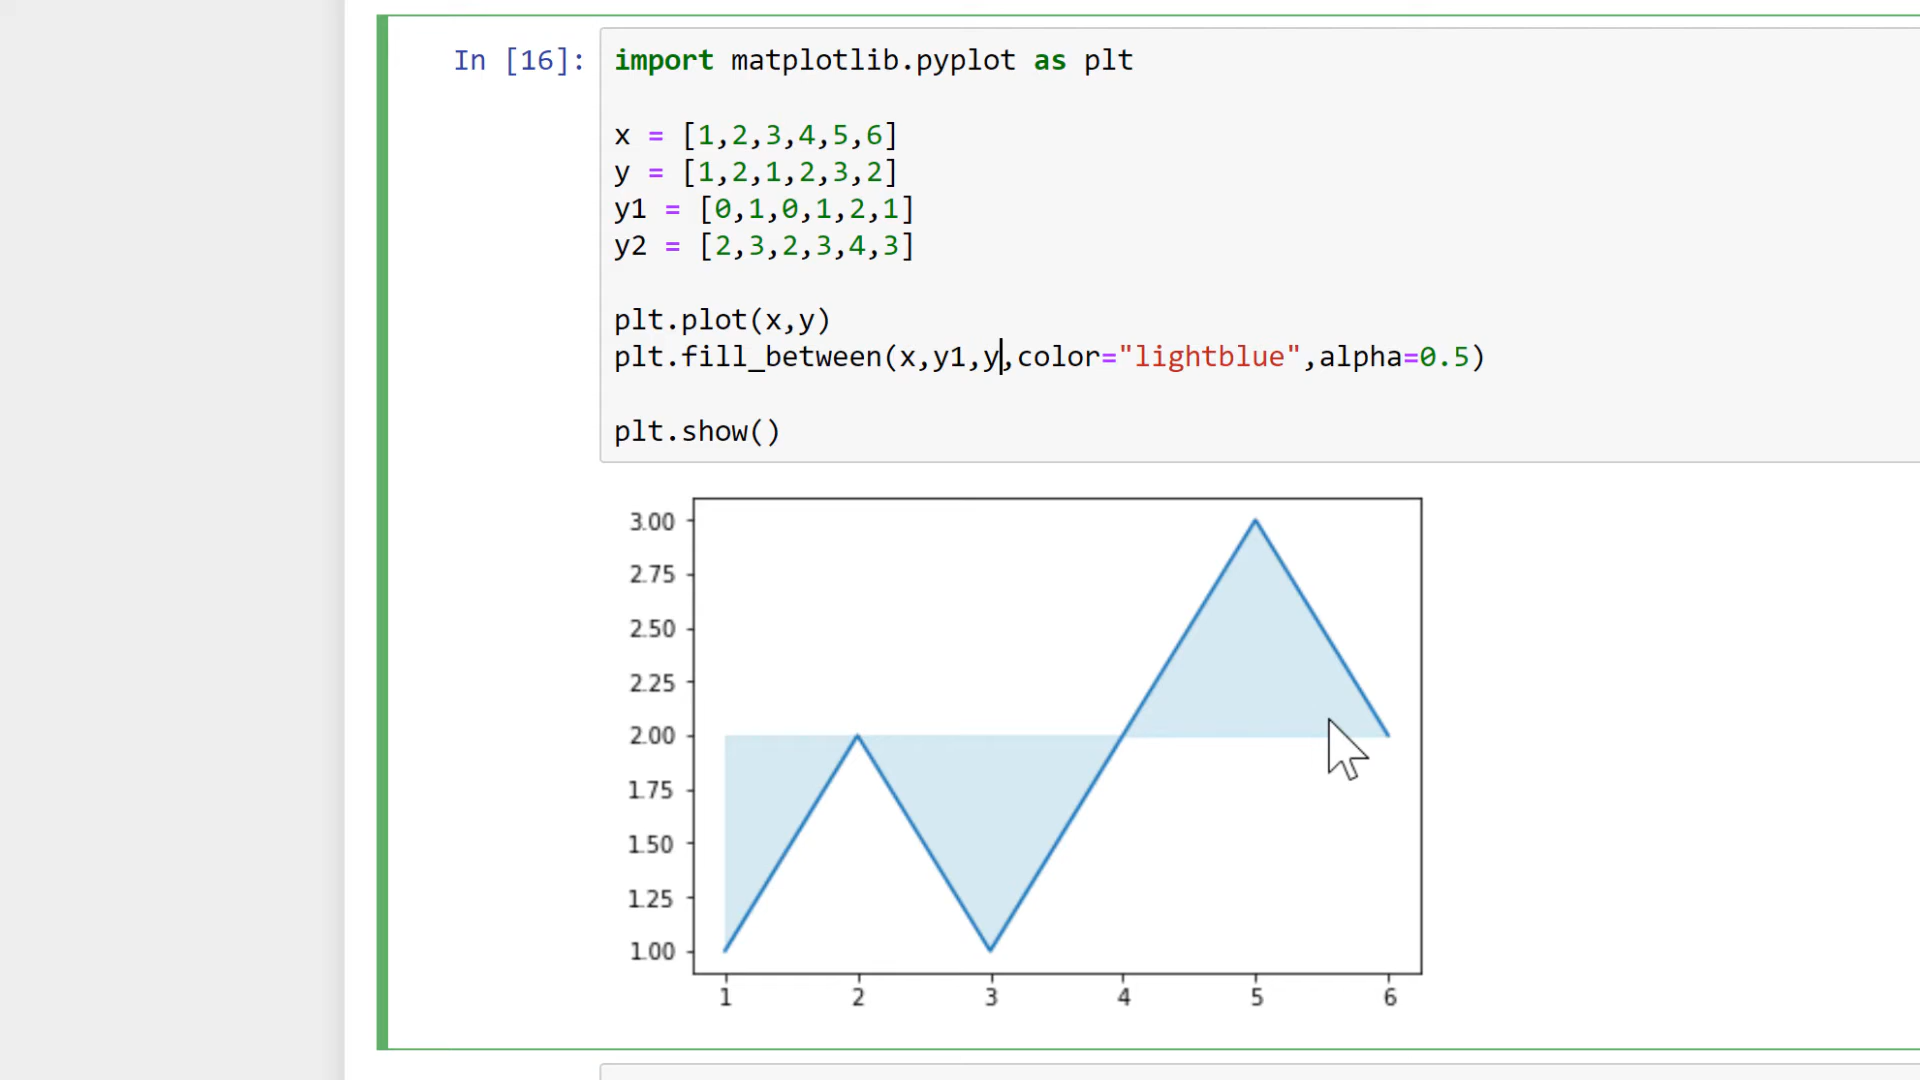 In [16]:
import matplotlib.pyplot as plt
x = [1,2,3,4,5,6]
y = [1,2,1,2,3,2]
y1 = [0,1,0,1,2,1]
y2 = [2,3,2,3,4,3]
plt.plot(x,y)
plt.fill_between(x,y1,y,color="lightblue",alpha=0.5)
plt.show()
3.00
2.75
2.50
2.25
2.00
1.75
1.50
1.25
1.00
1 2 3 4 5 6